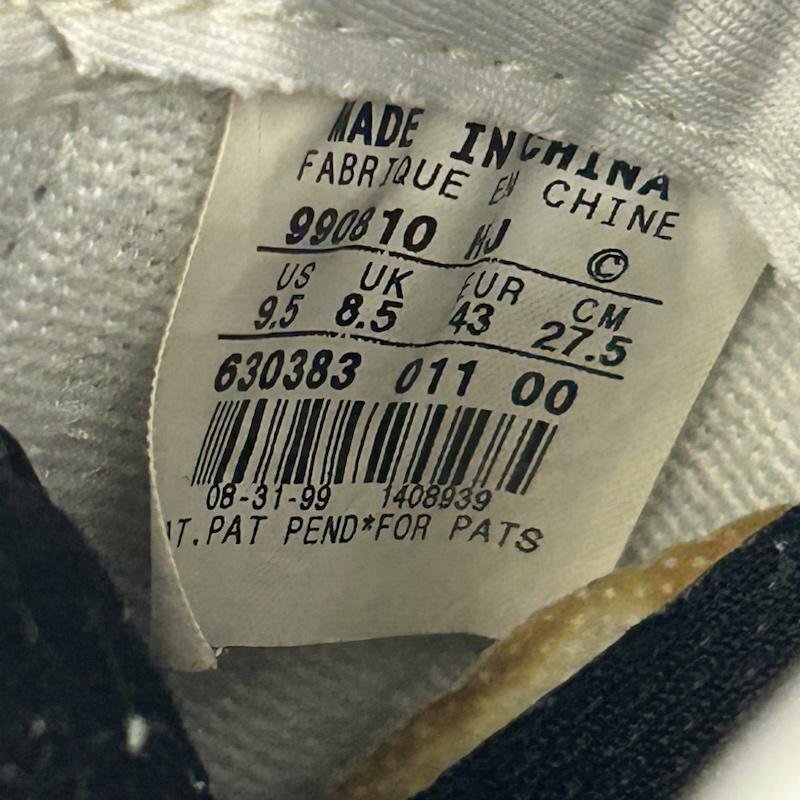 MADE IN CHINA
FABRIQUE EN CHINE
990810 HJ ©
US UK EUR CM
9.5 8.5 43 27.5
630383 011 00
08-31-99 1408939
PAT PEND*FOR PATS